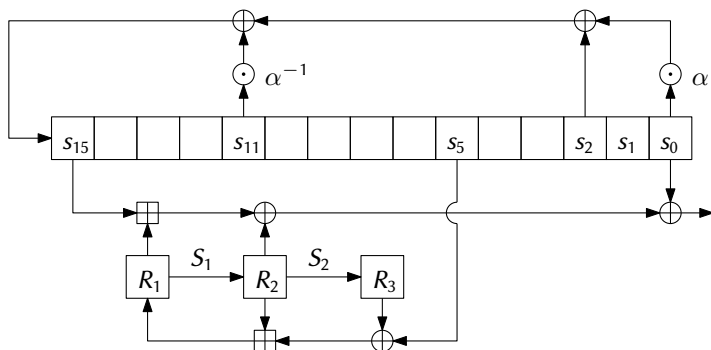 α⁻¹
α
s₁₅ s₁₁ s₅ s₂ s₁ s₀
S₁ S₂
R₁ R₂ R₃